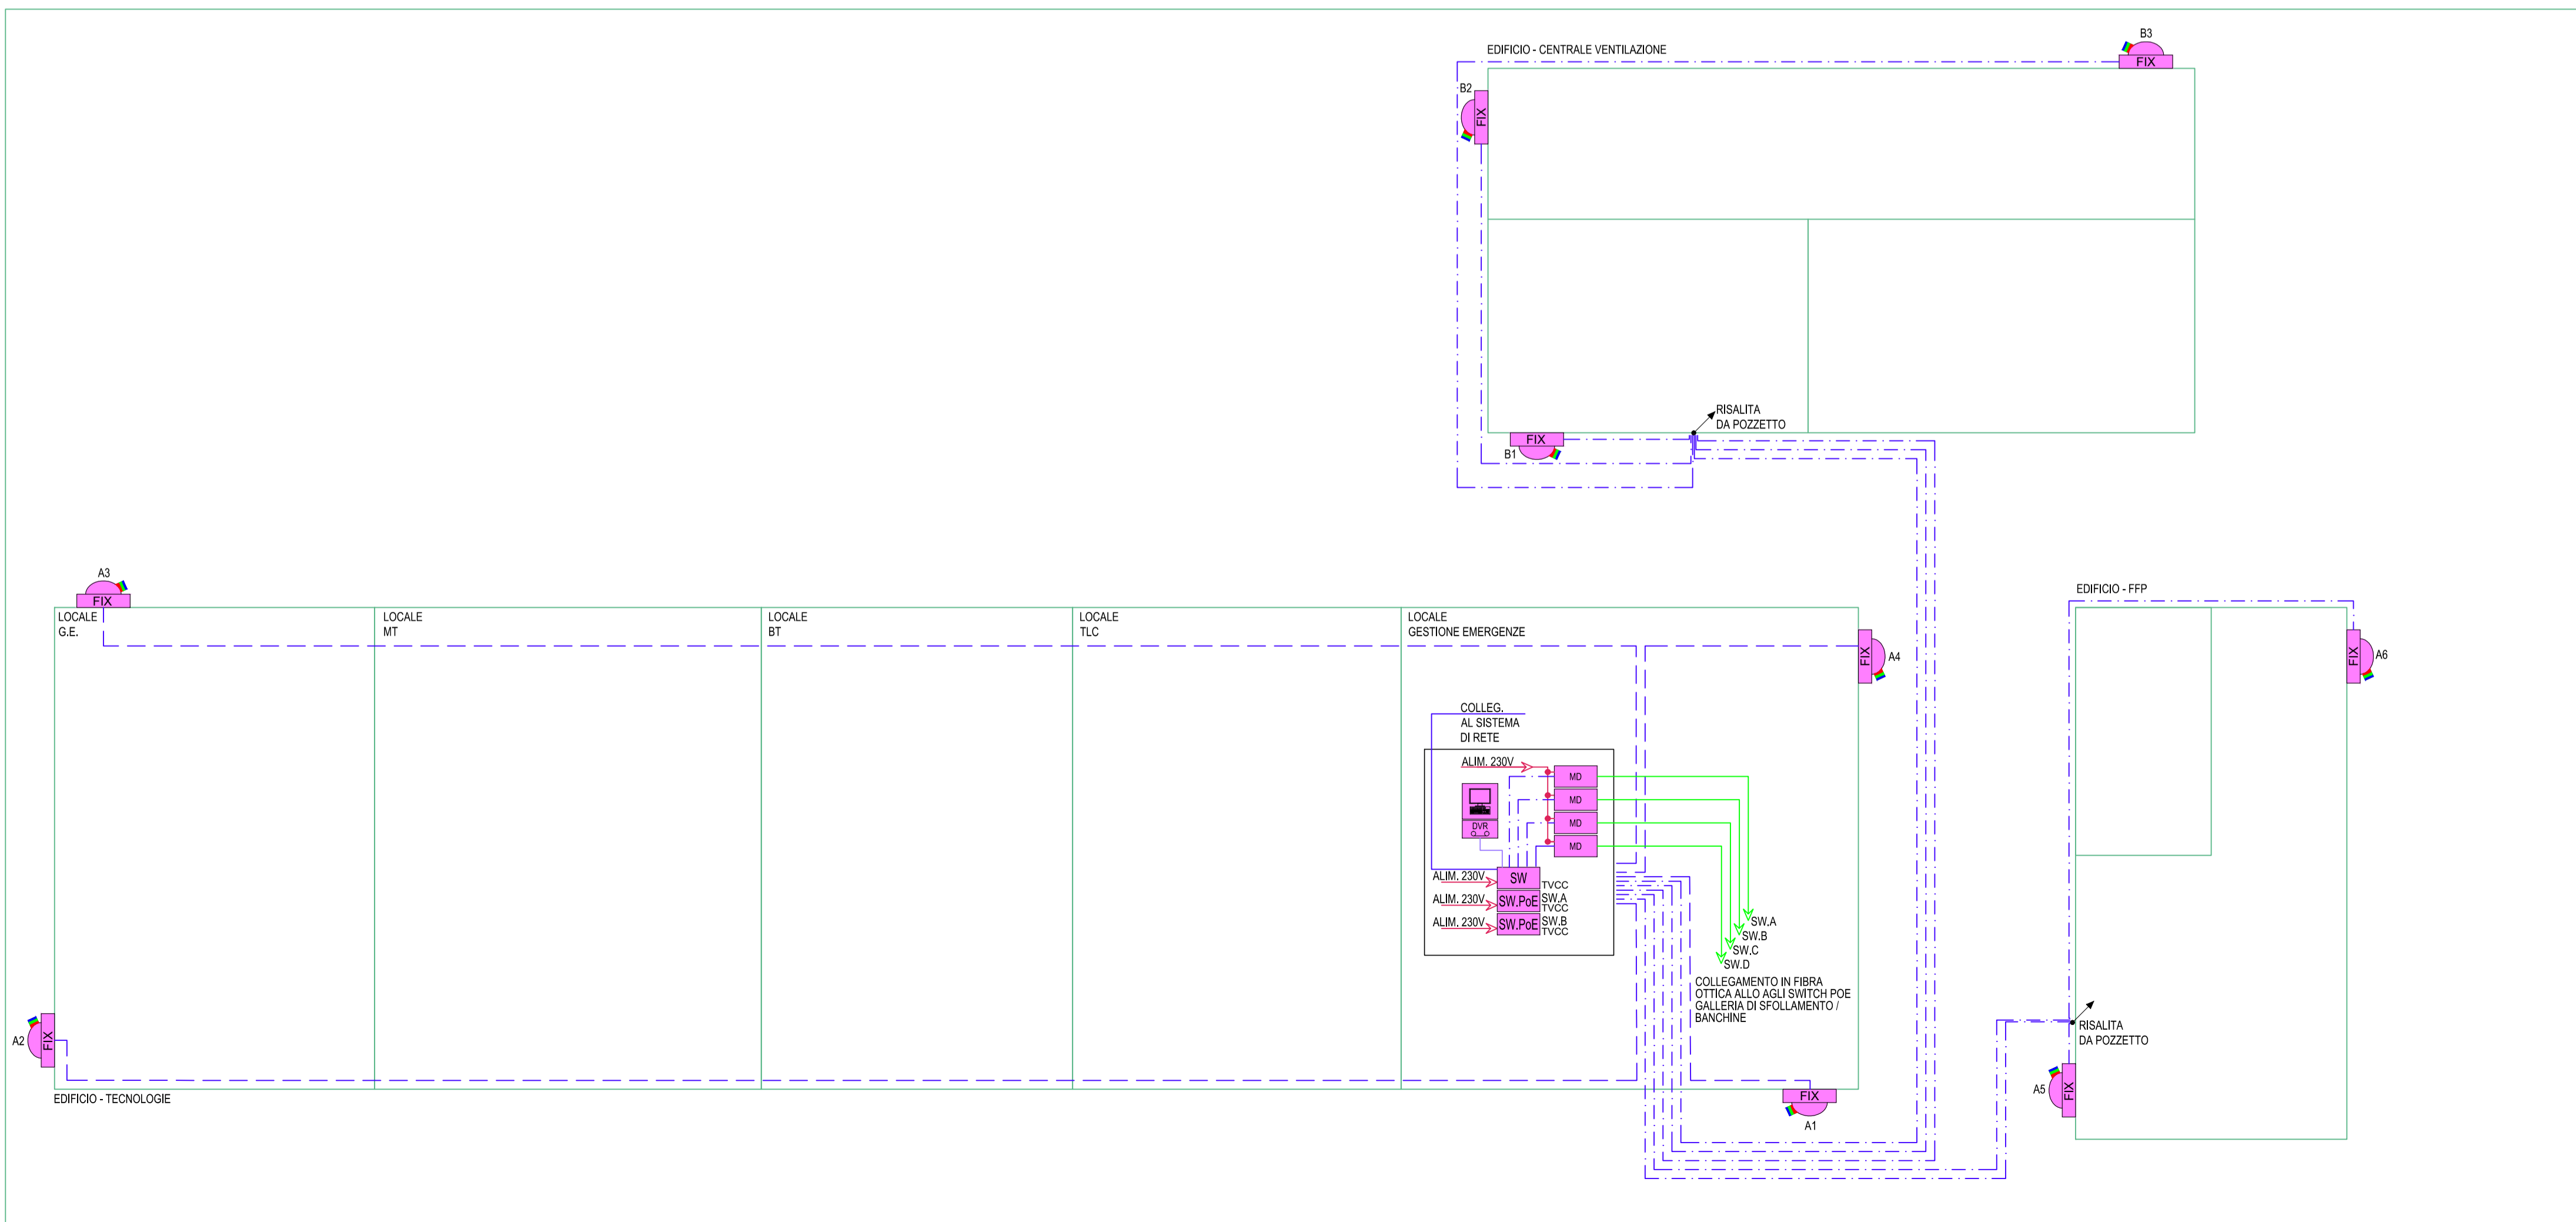 B3
EDIFICIO - CENTRALE VENTILAZIONE
FIX
B2
FIX
RISALITA
DA POZZETTO
FIX
B1
A3
FIX
EDIFICIO - FFP
LOCALE
G.E.
LOCALE
MT
LOCALE
BT
LOCALE
TLC
LOCALE
GESTIONE EMERGENZE
FIX
A4
FIX
A6
COLLEG.
AL SISTEMA
DI RETE
ALIM. 230V
MD
MD
MD
MD
DVR
ALIM. 230V
SW
TVCC
ALIM. 230V
SW.PoE
SW.A
TVCC
ALIM. 230V
SW.PoE
SW.B
TVCC
SW.A
SW.B
SW.C
SW.D
COLLEGAMENTO IN FIBRA
OTTICA ALLO AGLI SWITCH POE
GALLERIA DI SFOLLAMENTO /
BANCHINE
RISALITA
DA POZZETTO
A2
FIX
A5
FIX
EDIFICIO - TECNOLOGIE
FIX
A1